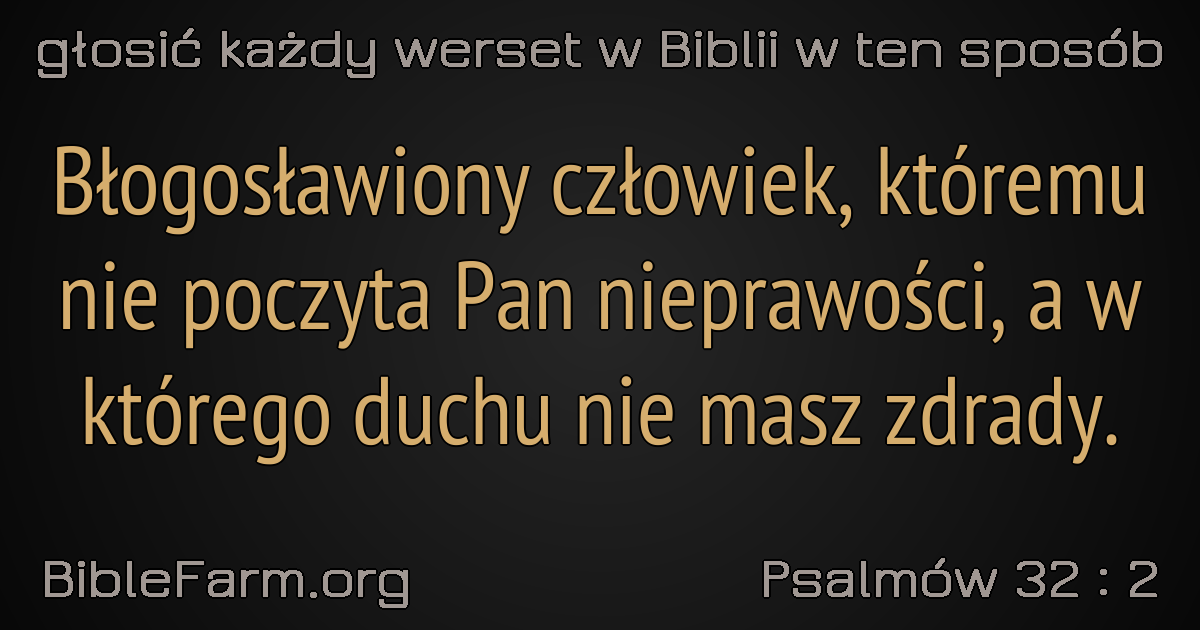 głosić każdy werset w Biblii w ten sposób
Błogosławiony człowiek, któremu
nie poczyta Pan nieprawości, a w
którego duchu nie masz zdrady.
BibleFarm.org
Psalmów 32 : 2